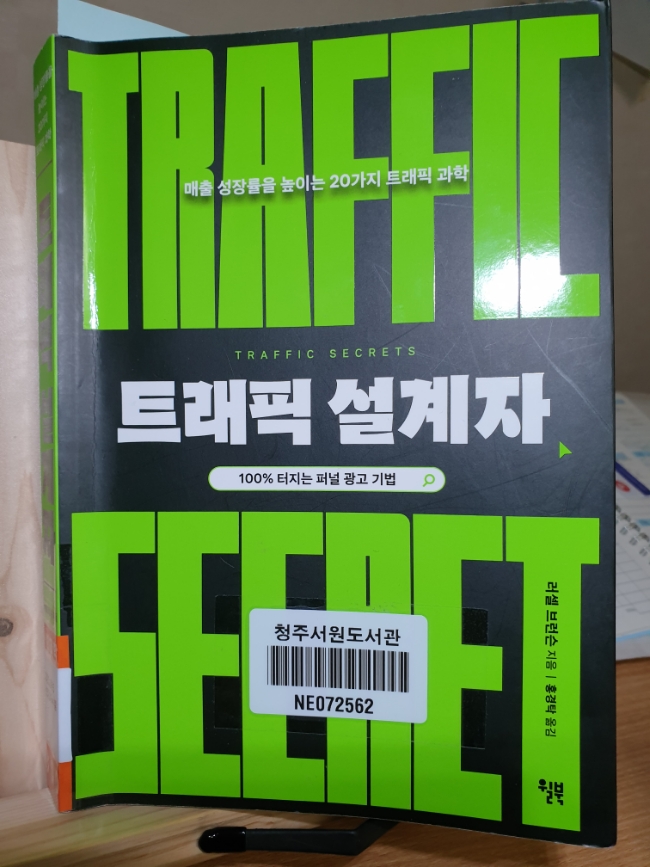 TRAFFIC
매출 성장률을 높이는 20가지 트래픽 과학
TRAFFIC SECRETS
트래픽 설계자
100% 터지는 퍼널 광고 기법
SECRET
청주서원도서관
NE072562
러셀 브런슨 지음 | 홍경탁 옮김
윌북